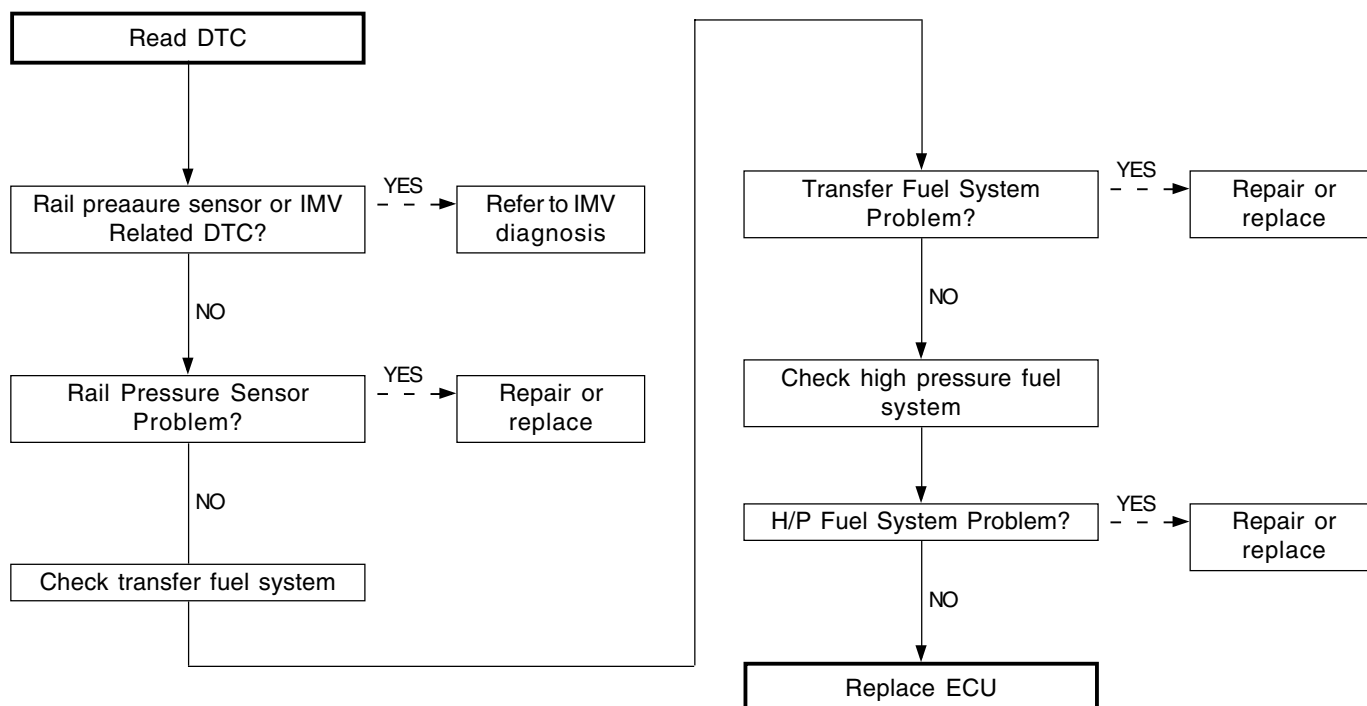 Read DTC
Rail preaaure sensor or IMV
Related DTC?
YES
Refer to IMV
diagnosis
NO
Rail Pressure Sensor
Problem?
YES
Repair or
replace
NO
Check transfer fuel system
Transfer Fuel System
Problem?
YES
Repair or
replace
NO
Check high pressure fuel
system
H/P Fuel System Problem?
YES
Repair or
replace
NO
Replace ECU